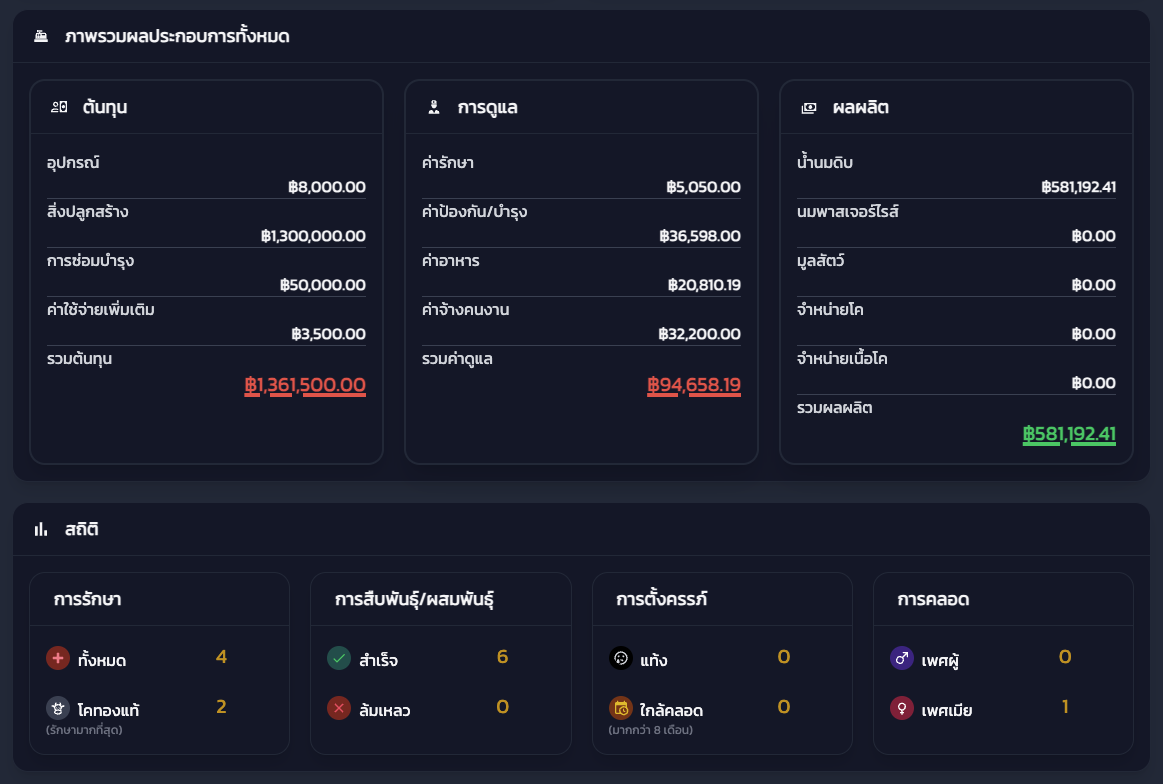 ภาพรวมผลประกอบการทั้งหมด
ต้นทุน
อุปกรณ์
฿8,000.00
สิ่งปลูกสร้าง
฿1,300,000.00
การซ่อมบำรุง
฿50,000.00
ค่าใช้จ่ายเพิ่มเติม
฿3,500.00
รวมต้นทุน
฿1,361,500.00
การดูแล
ค่ารักษา
฿5,050.00
ค่าป้องกัน/บำรุง
฿36,598.00
ค่าอาหาร
฿20,810.19
ค่าจ้างคนงาน
฿32,200.00
รวมค่าดูแล
฿94,658.19
ผลผลิต
น้ำนมดิบ
฿581,192.41
นมพาสเจอร์ไรส์
฿0.00
มูลสัตว์
฿0.00
จำหน่ายโค
฿0.00
จำหน่ายเนื้อโค
฿0.00
รวมผลผลิต
฿581,192.41
สถิติ
การรักษา
ทั้งหมด 4
โคทองแท้ 2
(รักษามากที่สุด)
การสืบพันธุ์/ผสมพันธุ์
สำเร็จ 6
ล้มเหลว 0
การตั้งครรภ์
แท้ง 0
ใกล้คลอด 0
(มากกว่า 8 เดือน)
การคลอด
เพศผู้ 0
เพศเมีย 1